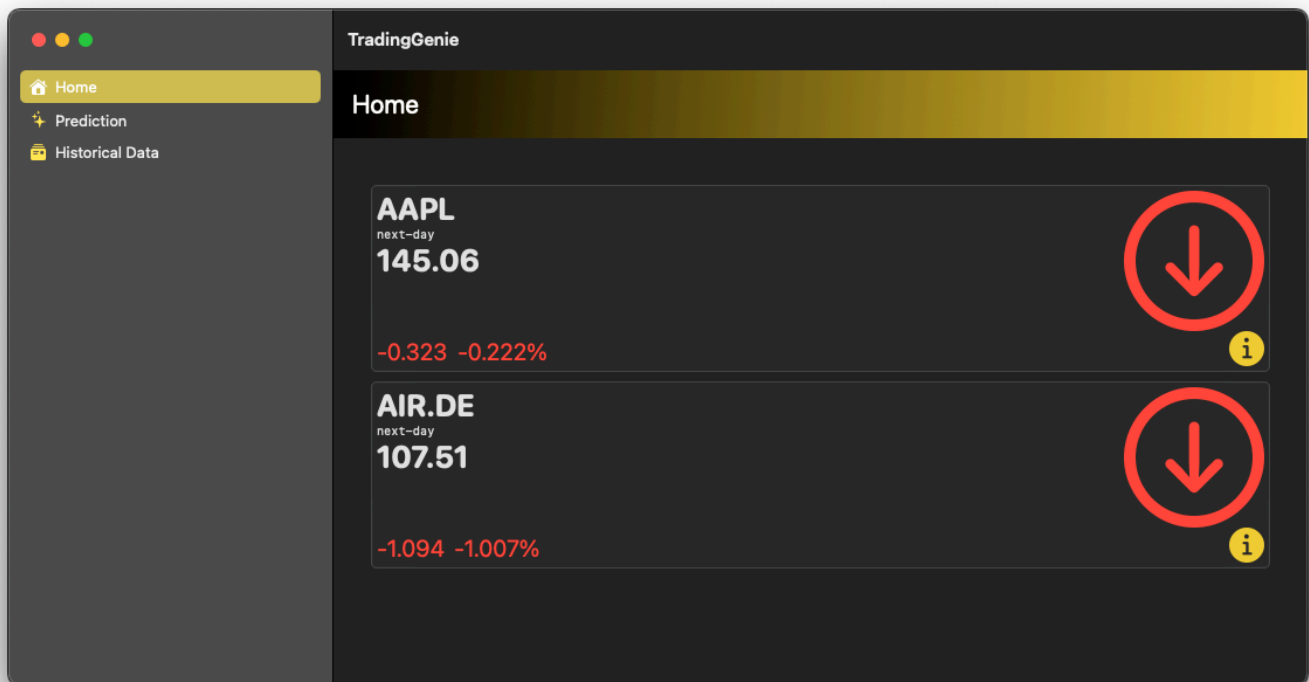 TradingGenie
Home
Prediction
Historical Data
Home
AAPL
next-day
145.06
-0.323 -0.222%
i
AIR.DE
next-day
107.51
-1.094 -1.007%
i